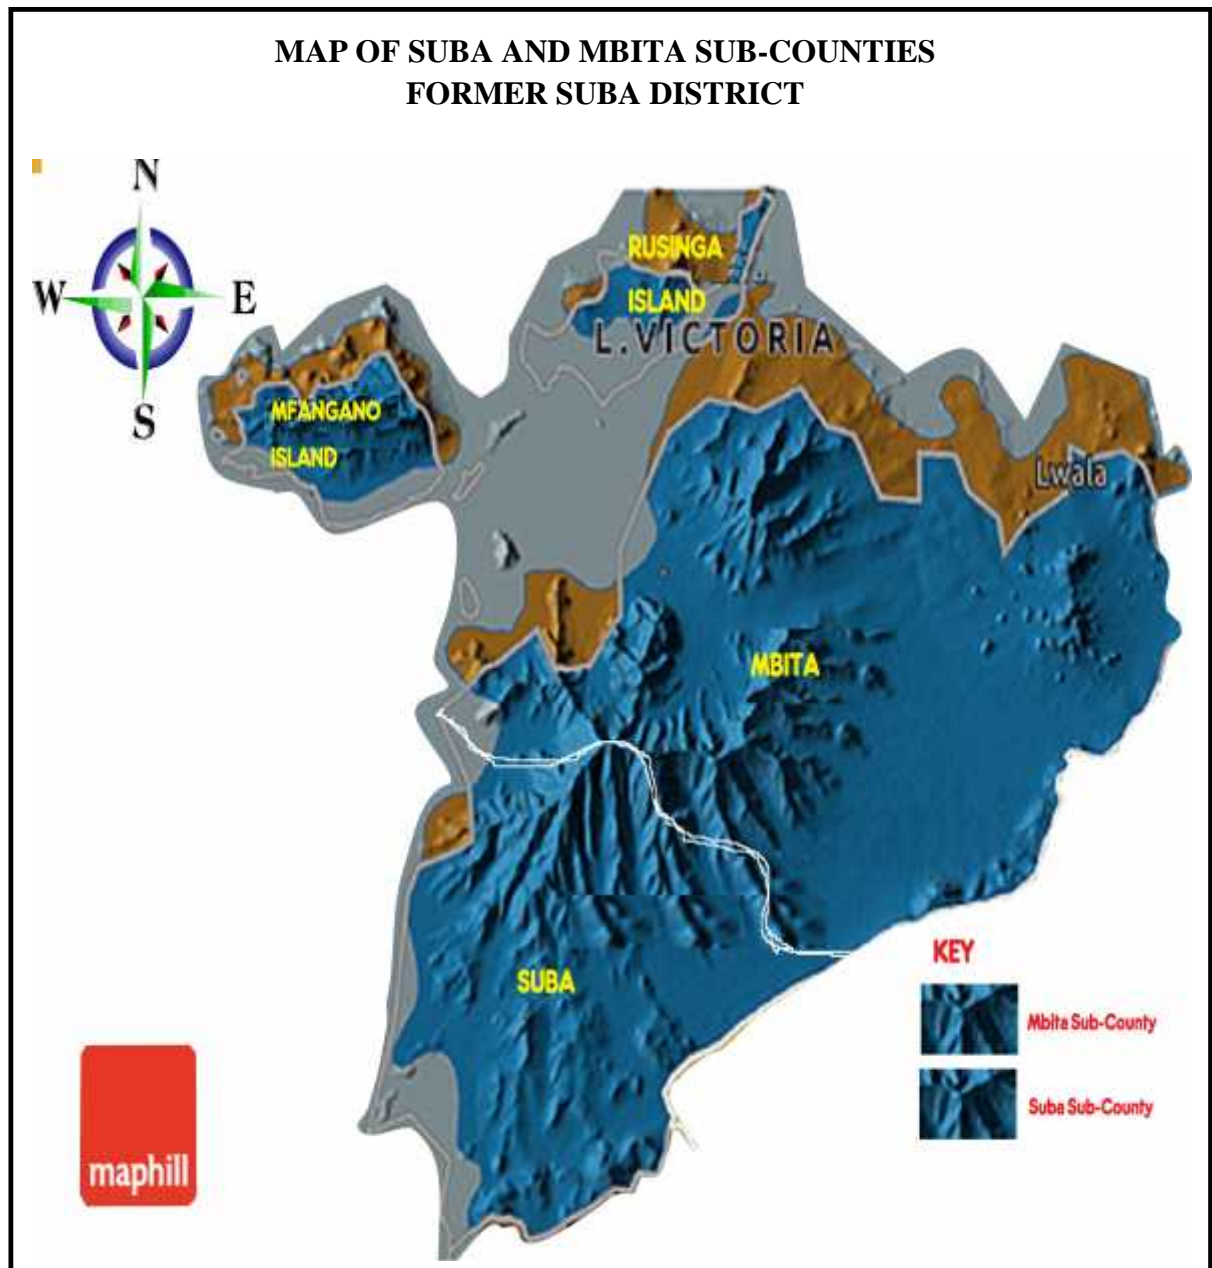 MAP OF SUBA AND MBITA SUB-COUNTIES
FORMER SUBA DISTRICT
N
W
E
S
RUSINGA
ISLAND
L.VICTORIA
MFANGANO
ISLAND
Lwala
MBITA
SUBA
KEY
Mbita Sub-County
Suba Sub-County
maphill